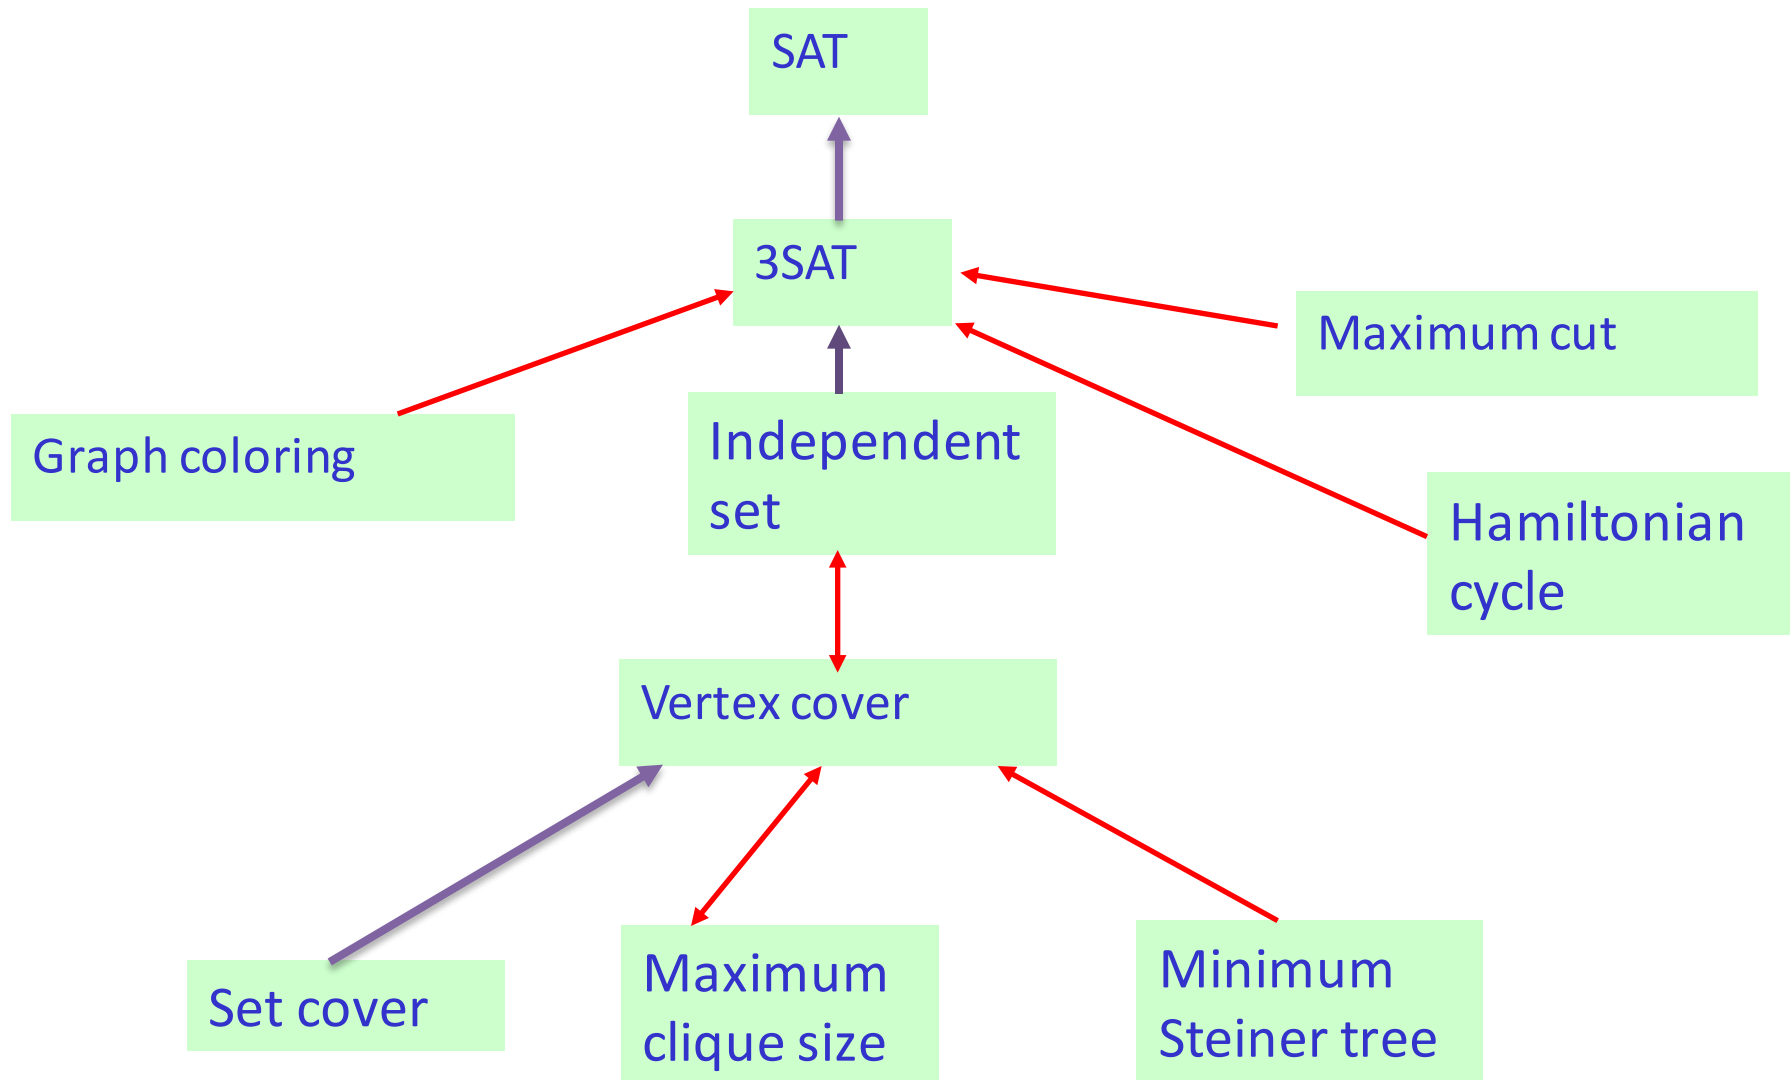 SAT
3SAT
Maximum cut
Graph coloring
Independent
set
Hamiltonian
cycle
Vertex cover
Set cover
Maximum
clique size
Minimum
Steiner tree